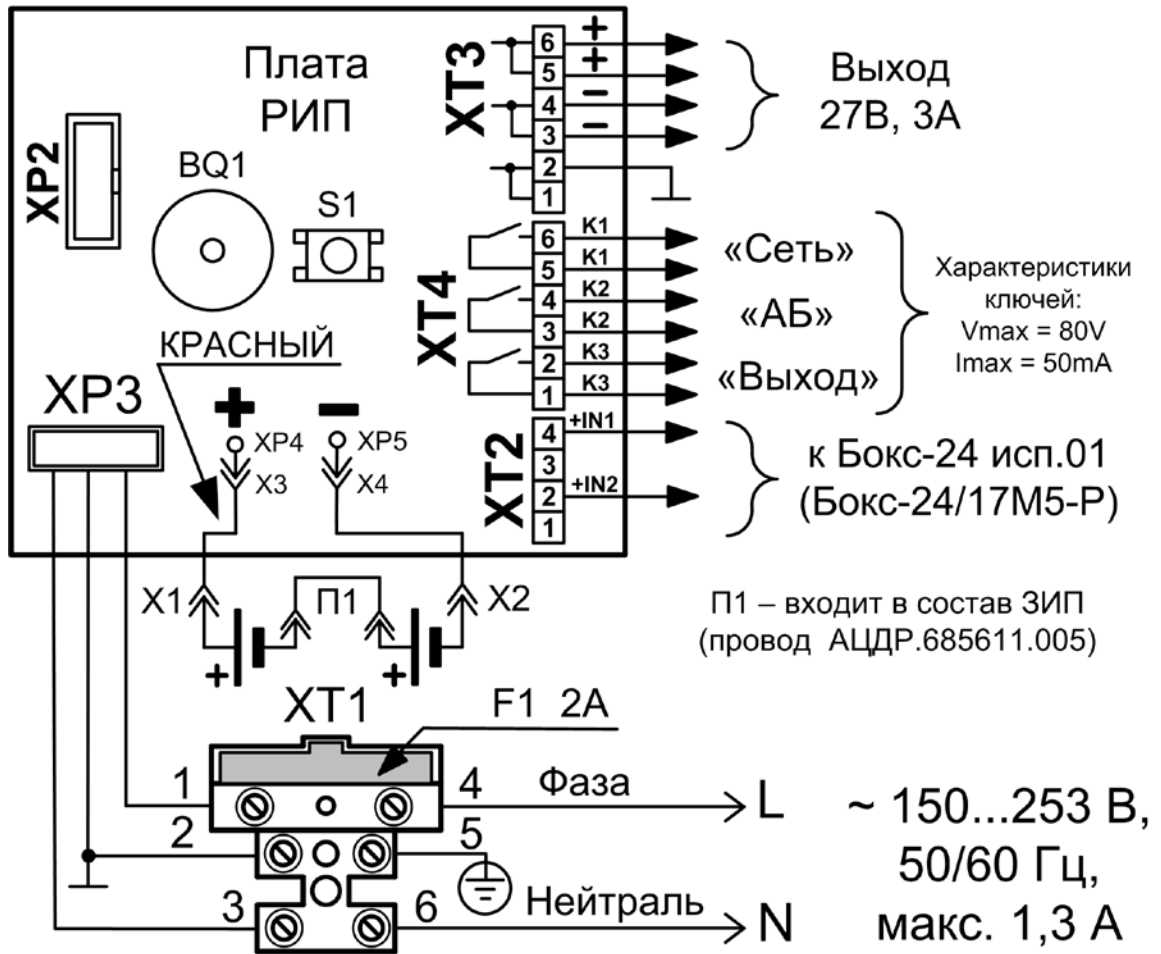 Плата
РИП
XP2
BQ1
S1
XT3
6 +
5 +
4 −
3 −
2
1
Выход
27В, 3А
XT4
6 K1
5 K1
4 K2
3 K2
2 K3
1 K3
«Сеть»
«АБ»
«Выход»
Характеристики
ключей:
Vmax = 80V
Imax = 50mA
КРАСНЫЙ
XP3
+ −
XP4 XP5
X3 X4
XT2
4 +IN1
3
2 +IN2
1
к Бокс-24 исп.01
(Бокс-24/17М5-Р)
X1 П1 X2
+ +
П1 – входит в состав ЗИП
(провод АЦДР.685611.005)
XT1
F1 2А
1 4 Фаза L
2 5
3 6 Нейтраль N
~ 150...253 В,
50/60 Гц,
макс. 1,3 А